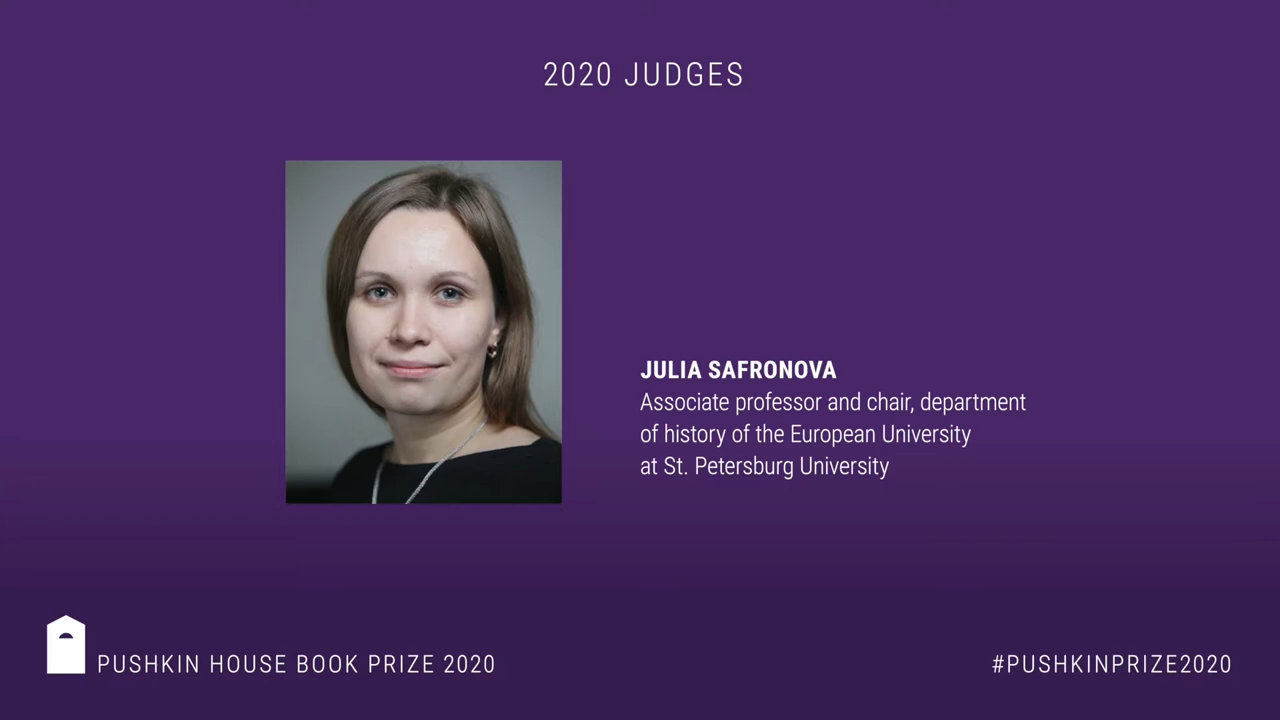 2020 JUDGES
JULIA SAFRONOVA
Associate professor and chair, department
of history of the European University
at St. Petersburg University
PUSHKIN HOUSE BOOK PRIZE 2020
#PUSHKINPRIZE2020